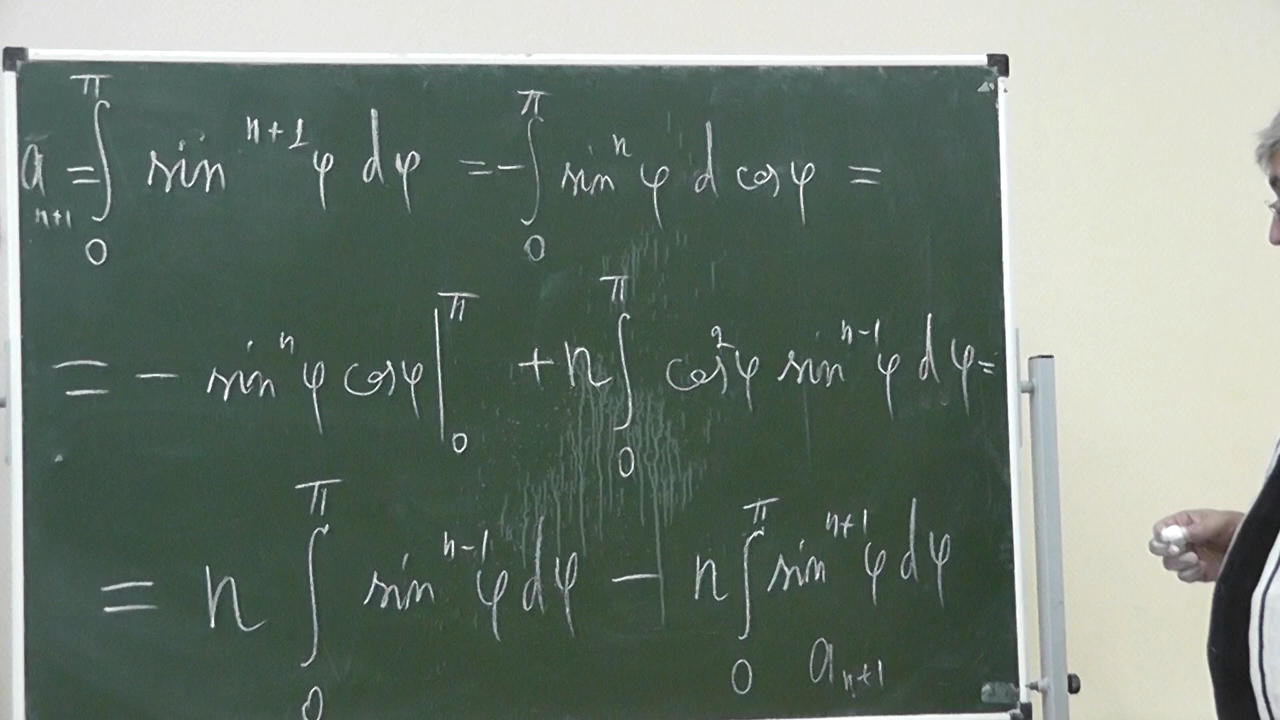 a_{n+1} = ∫_0^π sin^{n+1} φ dφ = - ∫_0^π sin^n φ d cos φ =
= - sin^n φ cos φ |_0^π + n ∫_0^π cos^2 φ sin^{n-1} φ dφ =
= n ∫_0^π sin^{n-1} φ dφ - n ∫_0^π sin^{n+1} φ dφ
a_{n+1}